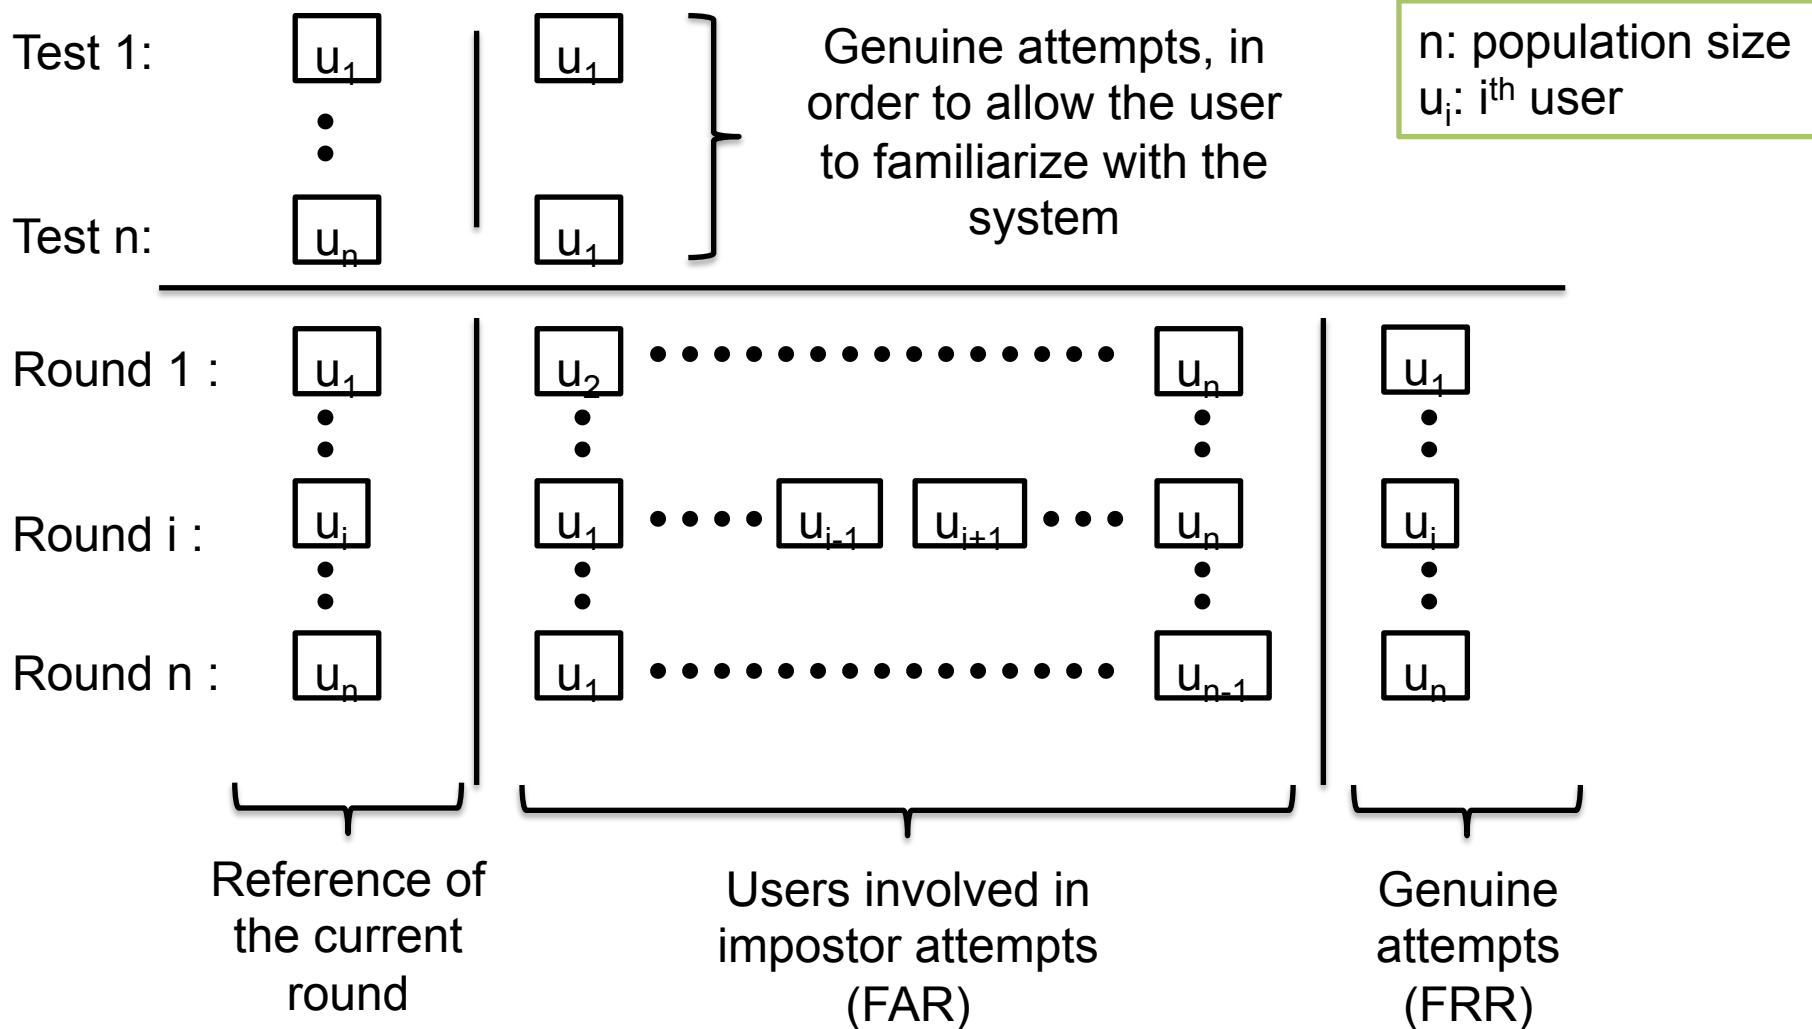 Test 1: u₁ u₁
Genuine attempts, in
order to allow the user
to familiarize with the
system
n: population size
uᵢ: iᵗʰ user
Test n: uₙ u₁
Round 1 : u₁ u₂ uₙ u₁
Round i : uᵢ u₁ uᵢ₋₁ uᵢ₊₁ uₙ uᵢ
Round n : uₙ u₁ uₙ₋₁ uₙ
Reference of
the current
round
Users involved in
impostor attempts
(FAR)
Genuine
attempts
(FRR)